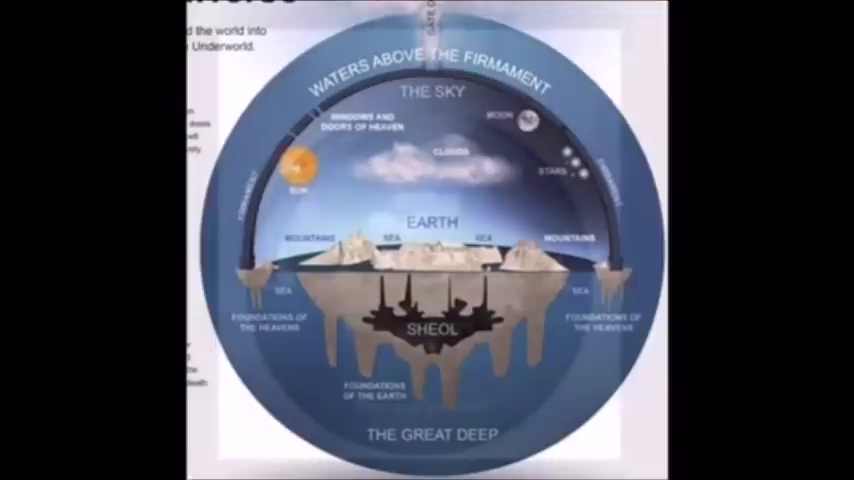 d the world into
Underworld.
GATE O
WATERS ABOVE THE FIRMAMENT
THE SKY
WINDOWS AND
DOORS OF HEAVEN
MOON
CLOUDS
STARS
SUN
FIRMAMENT
FIRMAMENT
EARTH
MOUNTAINS
SEA
SEA
MOUNTAINS
SEA
SEA
FOUNDATIONS OF
THE HEAVENS
FOUNDATIONS OF
THE HEAVENS
SHEOL
FOUNDATIONS
OF THE EARTH
THE GREAT DEEP